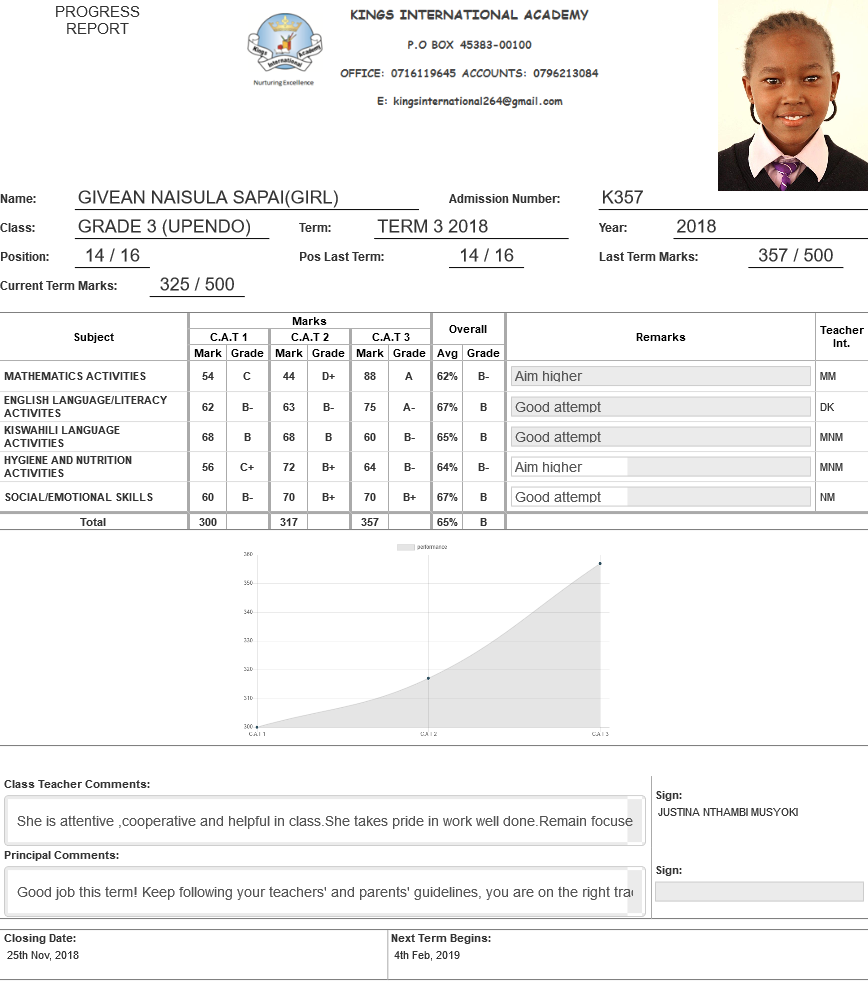 PROGRESS
REPORT
Kings International Academy
Nurturing Excellence
KINGS INTERNATIONAL ACADEMY
P.O BOX 45383-00100
OFFICE: 0716119645 ACCOUNTS: 0796213084
E: kingsinternational264@gmail.com
Name: GIVEAN NAISULA SAPAI(GIRL) Admission Number: K357
Class: GRADE 3 (UPENDO) Term: TERM 3 2018 Year: 2018
Position: 14 / 16 Pos Last Term: 14 / 16 Last Term Marks: 357 / 500
Current Term Marks: 325 / 500
Subject Marks Overall Remarks Teacher Int.
C.A.T 1 C.A.T 2 C.A.T 3
Mark Grade Mark Grade Mark Grade Avg Grade
MATHEMATICS ACTIVITIES 54 C 44 D+ 88 A 62% B- Aim higher MM
ENGLISH LANGUAGE/LITERACY ACTIVITES 62 B- 63 B- 75 A- 67% B Good attempt DK
KISWAHILI LANGUAGE ACTIVITIES 68 B 68 B 60 B- 65% B Good attempt MNM
HYGIENE AND NUTRITION ACTIVITIES 56 C+ 72 B+ 64 B- 64% B- Aim higher MNM
SOCIAL/EMOTIONAL SKILLS 60 B- 70 B+ 70 B+ 67% B Good attempt NM
Total 300 317 357 65% B
performance
360
350
340
330
320
310
300
C.A.T 1 C.A.T 2 C.A.T 3
Class Teacher Comments:
She is attentive ,cooperative and helpful in class.She takes pride in work well done.Remain focuse
Sign:
JUSTINA NTHAMBI MUSYOKI
Principal Comments:
Good job this term! Keep following your teachers' and parents' guidelines, you are on the right trac
Sign:
Closing Date: Next Term Begins:
25th Nov, 2018 4th Feb, 2019